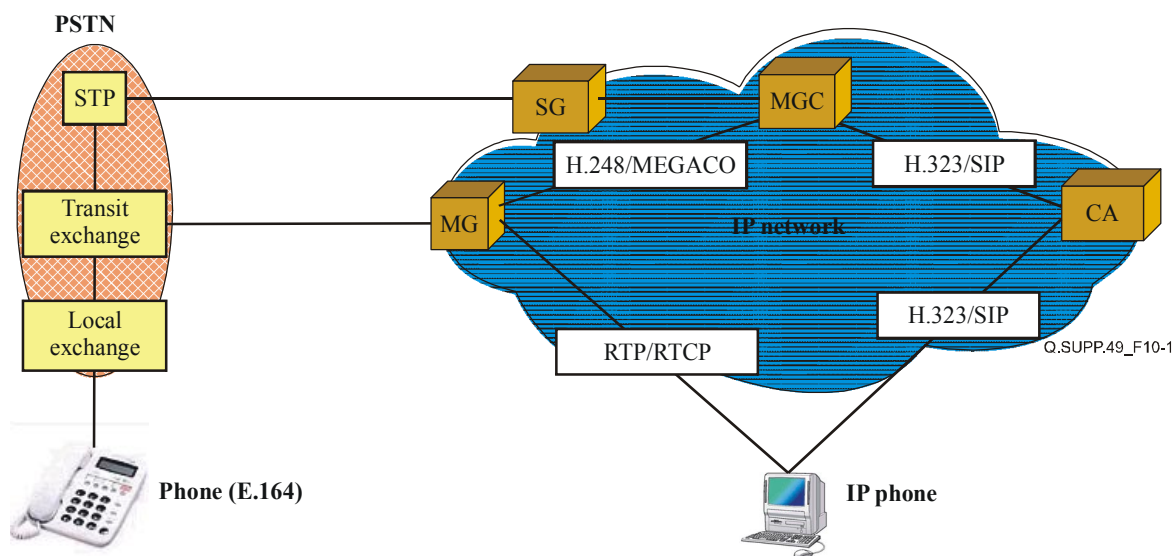 PSTN
STP
SG
MGC
H.248/MEGACO
H.323/SIP
Transit
exchange
MG
IP network
CA
Local
exchange
H.323/SIP
RTP/RTCP
Q.SUPP.49_F10-1
Phone (E.164)
IP phone